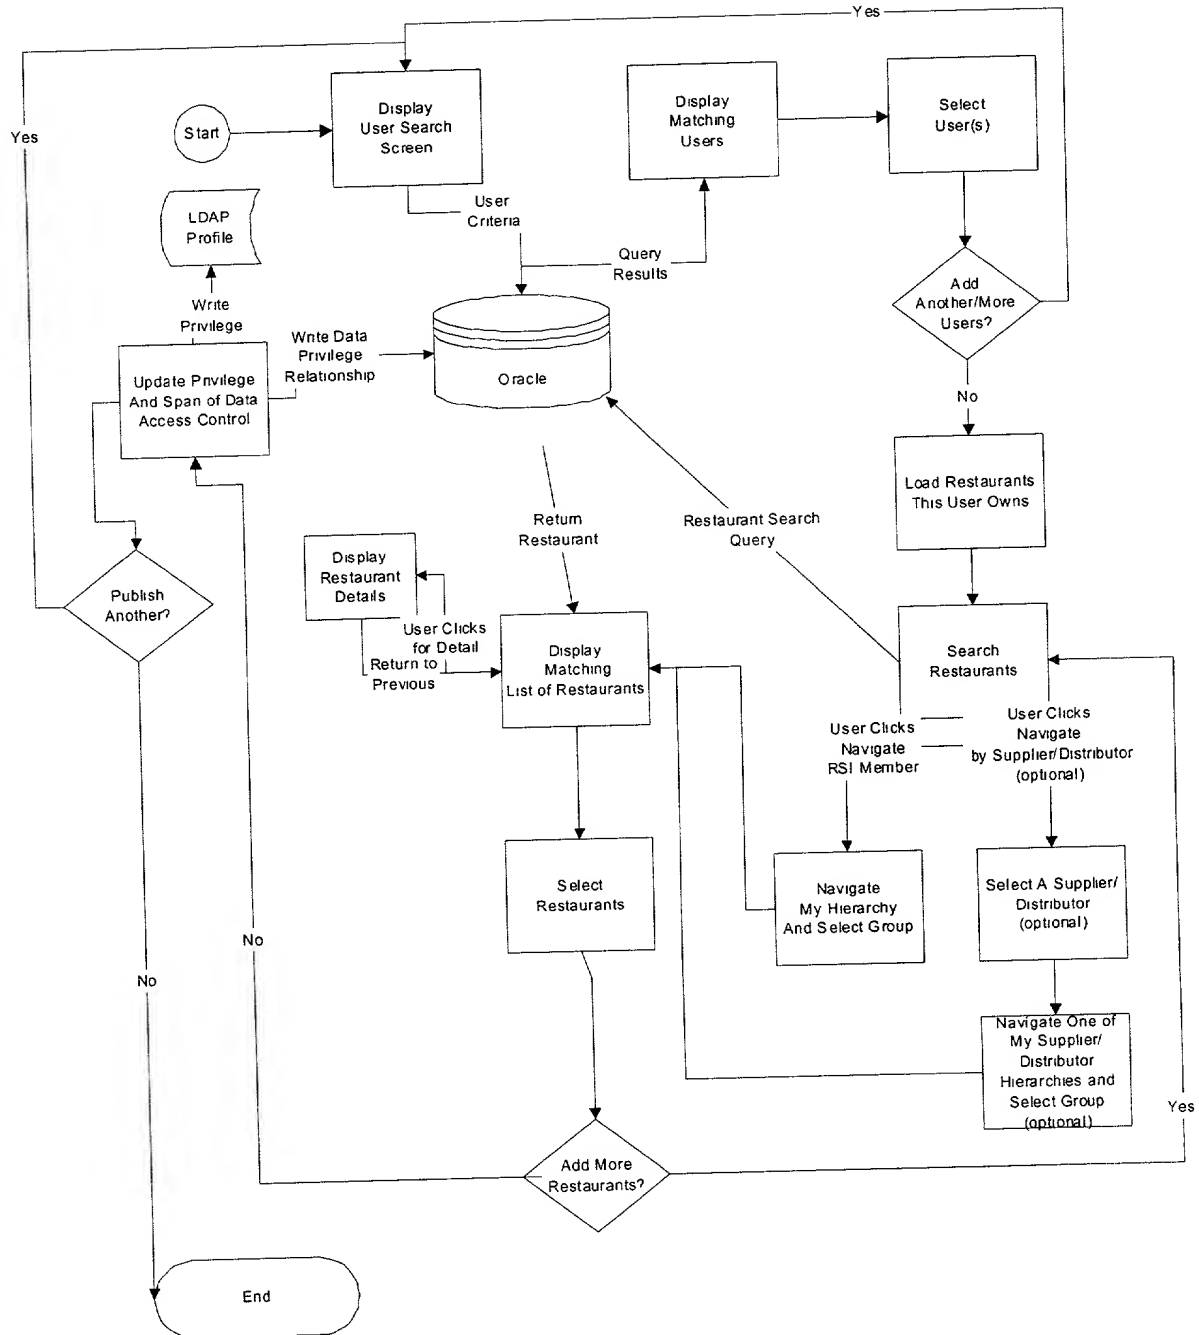 Yes
Yes
Start
Display
User Search
Screen
Display
Matching
Users
Select
User(s)
LDAP
Profile
User
Criteria
Query
Results
Add
Another/More
Users?
Write
Privilege
Write Data
Privilege
Relationship
Oracle
Update Privilege
And Span of Data
Access Control
No
Load Restaurants
This User Owns
Return
Restaurant
Restaurant Search
Query
Display
Restaurant
Details
Publish
Another?
User Clicks
for Detail
Return to
Previous
Display
Matching
List of Restaurants
Search
Restaurants
User Clicks
Navigate
RSI Member
User Clicks
Navigate
by Supplier/Distributor
(optional)
Select
Restaurants
Navigate
My Hierarchy
And Select Group
Select A Supplier/
Distributor
(optional)
No
No
Navigate One of
My Supplier/
Distributor
Hierarchies and
Select Group
(optional)
Yes
Add More
Restaurants?
End